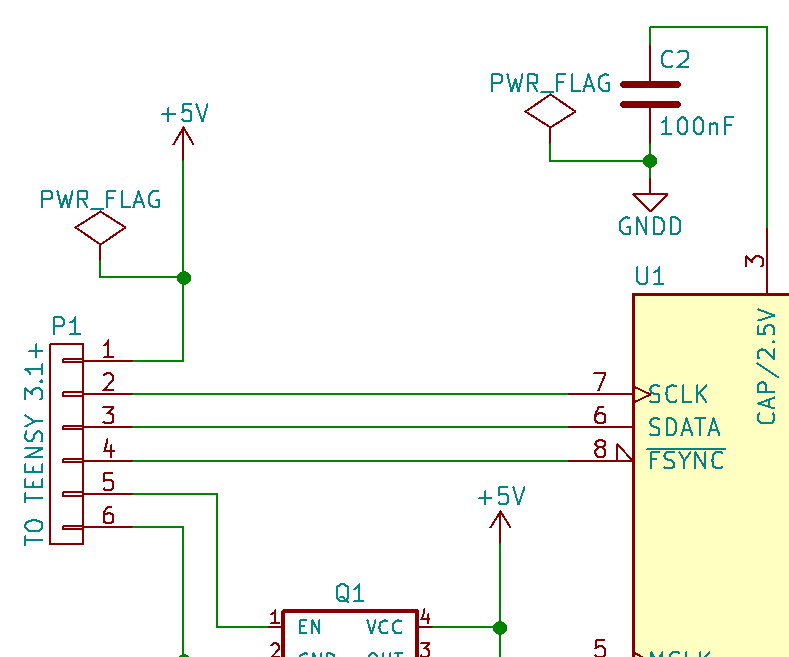 C2
PWR_FLAG
100nF
+5V
PWR_FLAG
GNDD
3
U1
P1
CAP/2.5V
TO TEENSY 3.1+
1
2
7
SCLK
3
6
SDATA
4
8
FSYNC
5
6
+5V
Q1
1
EN
VCC
4
2
GND
OUT
3
5
MCLK